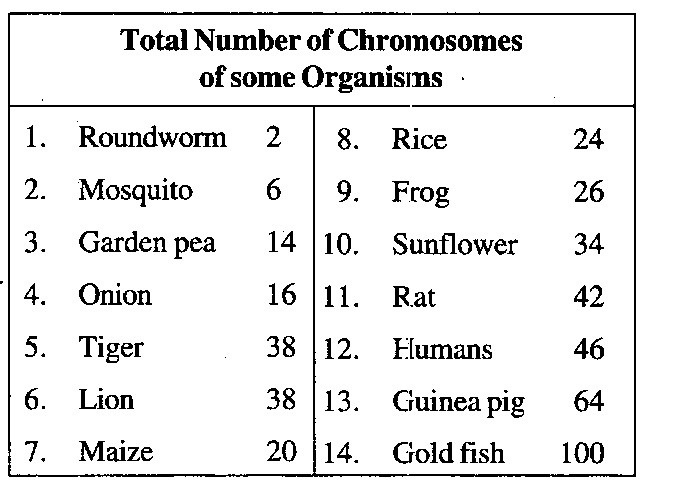 Total Number of Chromosomes
of some Organisms
1. Roundworm 2
2. Mosquito 6
3. Garden pea 14
4. Onion 16
5. Tiger 38
6. Lion 38
7. Maize 20
8. Rice 24
9. Frog 26
10. Sunflower 34
11. Rat 42
12. Humans 46
13. Guinea pig 64
14. Gold fish 100